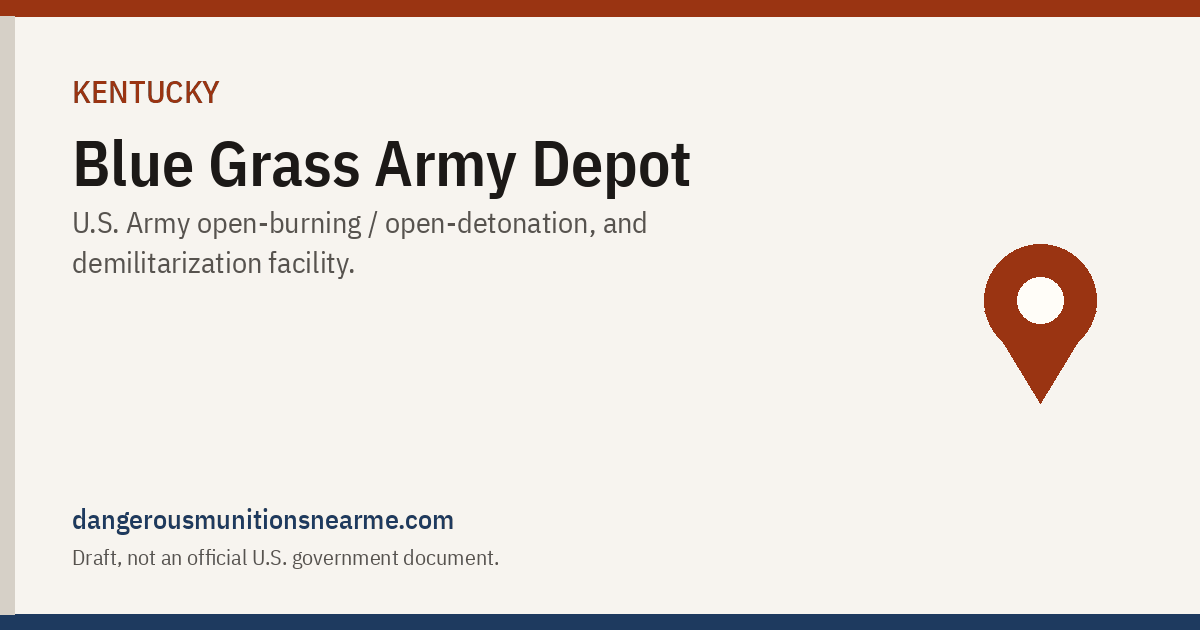 KENTUCKY
Blue Grass Army Depot
U.S. Army open-burning / open-detonation, and
demilitarization facility.
dangerousmunitionsnearme.com
Draft, not an official U.S. government document.